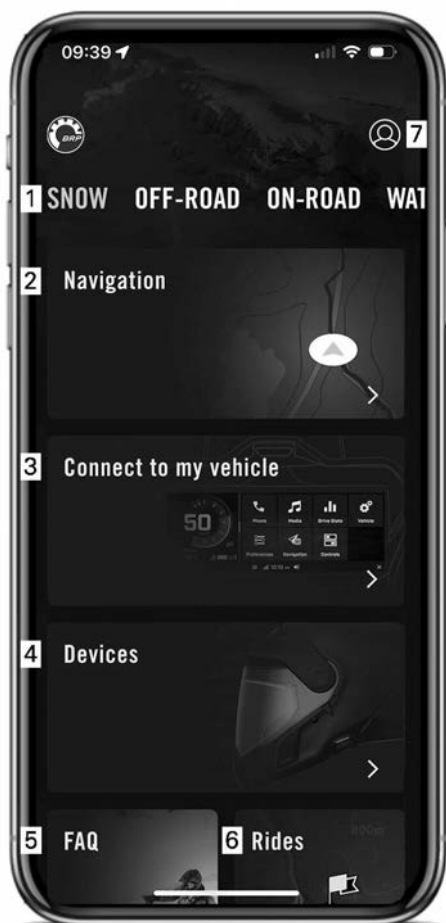 09:39
BRP
7
1 SNOW OFF-ROAD ON-ROAD WAT
2 Navigation
3 Connect to my vehicle
50
Phone Media Drive Stats Vehicle
Preferences Navigation Controls
4 Devices
5 FAQ 6 Rides
800m